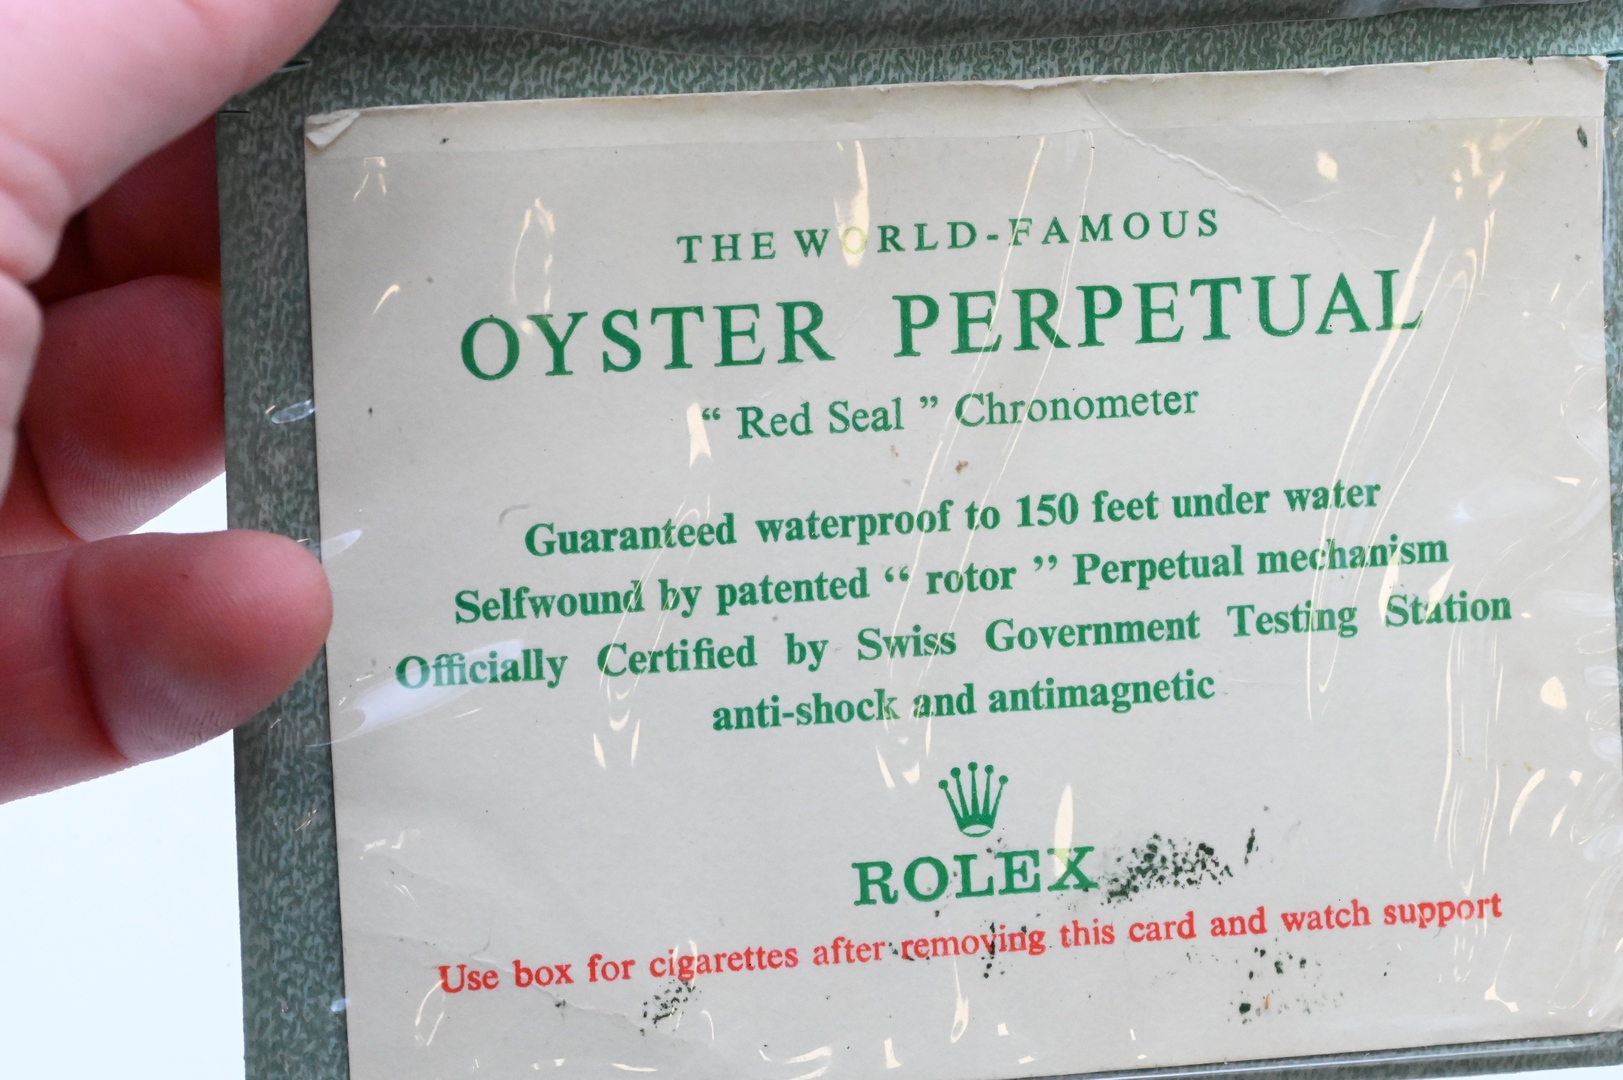 THE WORLD-FAMOUS
OYSTER PERPETUAL
“ Red Seal ” Chronometer
Guaranteed waterproof to 150 feet under water
Selfwound by patented “ rotor ” Perpetual mechanism
Officially Certified by Swiss Government Testing Station
anti-shock and antimagnetic
ROLEX
Use box for cigarettes after removing this card and watch support